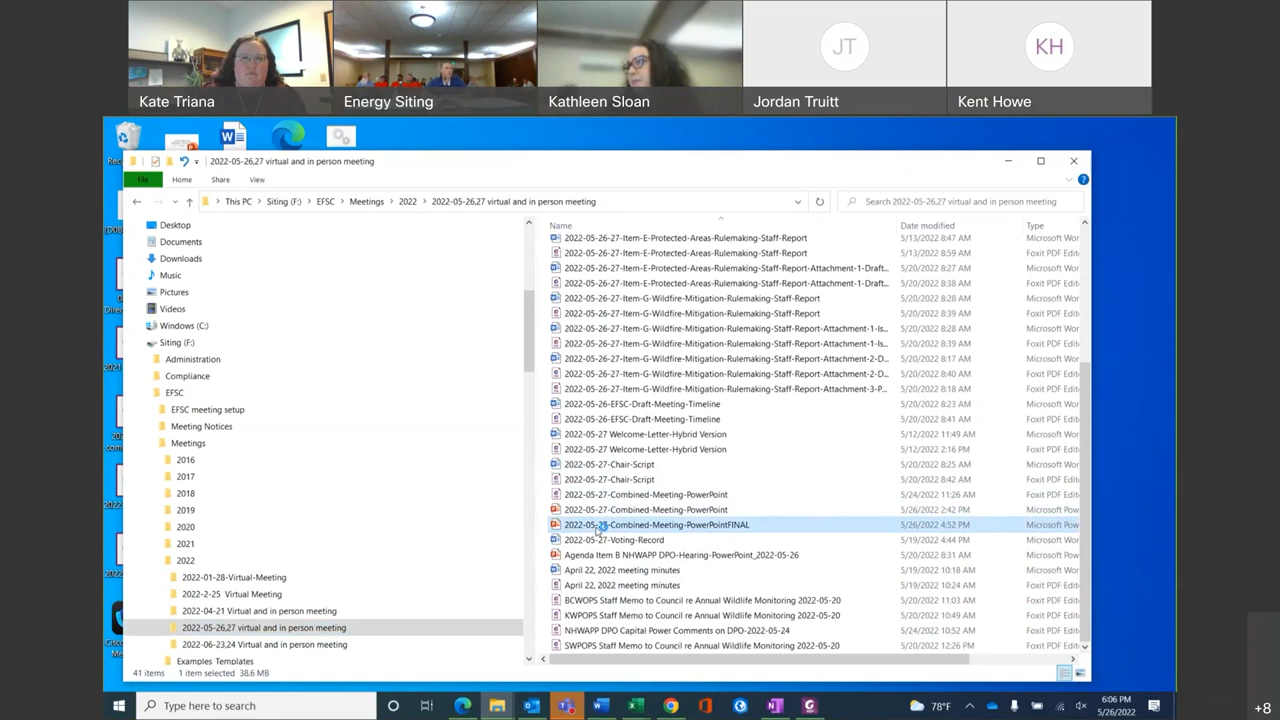 JT
KH
Kate Triana
Energy Siting
Kathleen Sloan
Jordan Truitt
Kent Howe
2022-05-26,27 virtual and in person meeting
File Home Share View
This PC Siting (F:) EFSC Meetings 2022 2022-05-26,27 virtual and in person meeting
Search 2022-05-26,27 virtual and in person meeting
Desktop
Documents
Downloads
Music
Pictures
Videos
Windows (C:)
Siting (F:)
Administration
Compliance
EFSC
EFSC meeting setup
Meeting Notices
Meetings
2016
2017
2018
2019
2020
2021
2022
2022-01-28-Virtual-Meeting
2022-2-25 Virtual Meeting
2022-04-21 Virtual and in person meeting
2022-05-26,27 virtual and in person meeting
2022-06-23,24 Virtual and in person meeting
Examples Templates
Name Date modified Type
2022-05-26-27-Item-E-Protected-Areas-Rulemaking-Staff-Report 5/13/2022 8:47 AM Microsoft Wor
2022-05-26-27-Item-E-Protected-Areas-Rulemaking-Staff-Report 5/13/2022 8:59 AM Foxit PDF Edit
2022-05-26-27-Item-E-Protected-Areas-Rulemaking-Staff-Report-Attachment-1-Draft... 5/20/2022 8:27 AM Microsoft Wor
2022-05-26-27-Item-E-Protected-Areas-Rulemaking-Staff-Report-Attachment-1-Draft... 5/20/2022 8:38 AM Foxit PDF Edit
2022-05-26-27-Item-G-Wildfire-Mitigation-Rulemaking-Staff-Report 5/20/2022 8:28 AM Microsoft Wor
2022-05-26-27-Item-G-Wildfire-Mitigation-Rulemaking-Staff-Report 5/20/2022 8:39 AM Foxit PDF Edit
2022-05-26-27-Item-G-Wildfire-Mitigation-Rulemaking-Staff-Report-Attachment-1-Is... 5/20/2022 8:28 AM Microsoft Wor
2022-05-26-27-Item-G-Wildfire-Mitigation-Rulemaking-Staff-Report-Attachment-1-Is... 5/20/2022 8:39 AM Foxit PDF Edit
2022-05-26-27-Item-G-Wildfire-Mitigation-Rulemaking-Staff-Report-Attachment-2-D... 5/20/2022 8:17 AM Microsoft Wor
2022-05-26-27-Item-G-Wildfire-Mitigation-Rulemaking-Staff-Report-Attachment-2-D... 5/20/2022 8:40 AM Foxit PDF Edit
2022-05-26-27-Item-G-Wildfire-Mitigation-Rulemaking-Staff-Report-Attachment-3-P... 5/20/2022 8:18 AM Foxit PDF Edit
2022-05-26-EFSC-Draft-Meeting-Timeline 5/20/2022 8:23 AM Microsoft Wor
2022-05-26-EFSC-Draft-Meeting-Timeline 5/20/2022 8:41 AM Foxit PDF Edit
2022-05-27 Welcome-Letter-Hybrid Version 5/12/2022 11:49 AM Microsoft Wor
2022-05-27 Welcome-Letter-Hybrid Version 5/12/2022 2:16 PM Foxit PDF Edit
2022-05-27-Chair-Script 5/20/2022 8:25 AM Microsoft Wor
2022-05-27-Chair-Script 5/20/2022 8:42 AM Foxit PDF Edit
2022-05-27-Combined-Meeting-PowerPoint 5/24/2022 11:26 AM Foxit PDF Edit
2022-05-27-Combined-Meeting-PowerPoint 5/26/2022 2:42 PM Microsoft Pow
2022-05-27-Combined-Meeting-PowerPointFINAL 5/26/2022 4:52 PM Microsoft Pow
2022-05-27-Voting-Record 5/19/2022 4:44 PM Foxit PDF Edit
Agenda Item B NHWAPP DPO-Hearing-PowerPoint_2022-05-26 5/20/2022 8:31 AM Microsoft Pow
April 22, 2022 meeting minutes 5/19/2022 10:18 AM Microsoft Wor
April 22, 2022 meeting minutes 5/19/2022 10:24 AM Foxit PDF Edit
BCWOPS Staff Memo to Council re Annual Wildlife Monitoring 2022-05-20 5/20/2022 11:03 AM Foxit PDF Edit
KWPOPS Staff Memo to Council re Annual Wildlife Monitoring 2022-05-20 5/20/2022 10:49 AM Foxit PDF Edit
NHWAPP DPO Capital Power Comments on DPO-2022-05-24 5/24/2022 10:52 AM Foxit PDF Edit
SWPOPS Staff Memo to Council re Annual Wildlife Monitoring 2022-05-20 5/20/2022 12:26 PM Foxit PDF Edit
41 items 1 item selected 38.6 MB
Type here to search
78°F
6:06 PM
5/26/2022
+8